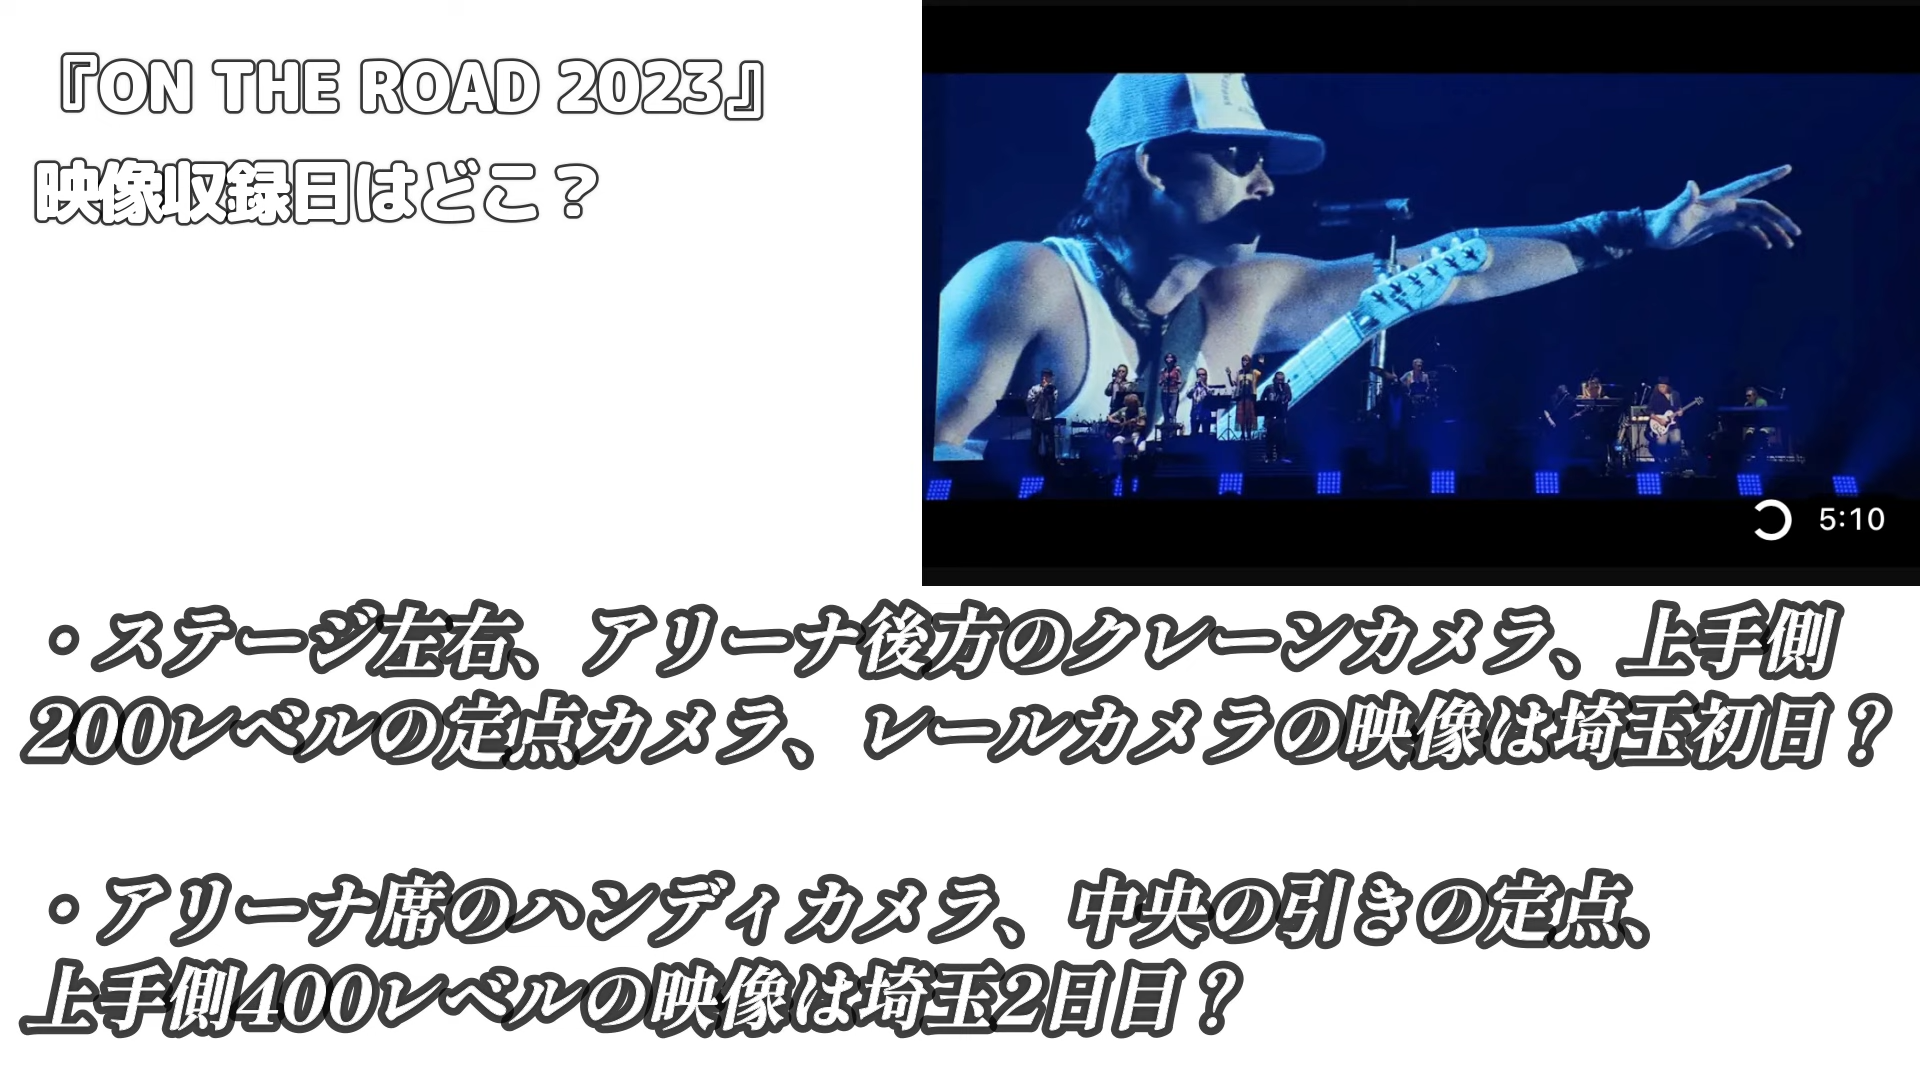 『ON THE ROAD 2023』
映像収録日はどこ？
5:10
・ステージ左右、アリーナ後方のクレーンカメラ、上手側
200レベルの定点カメラ、レールカメラの映像は埼玉初日？
・アリーナ席のハンディカメラ、中央の引きの定点、
上手側400レベルの映像は埼玉2日目？